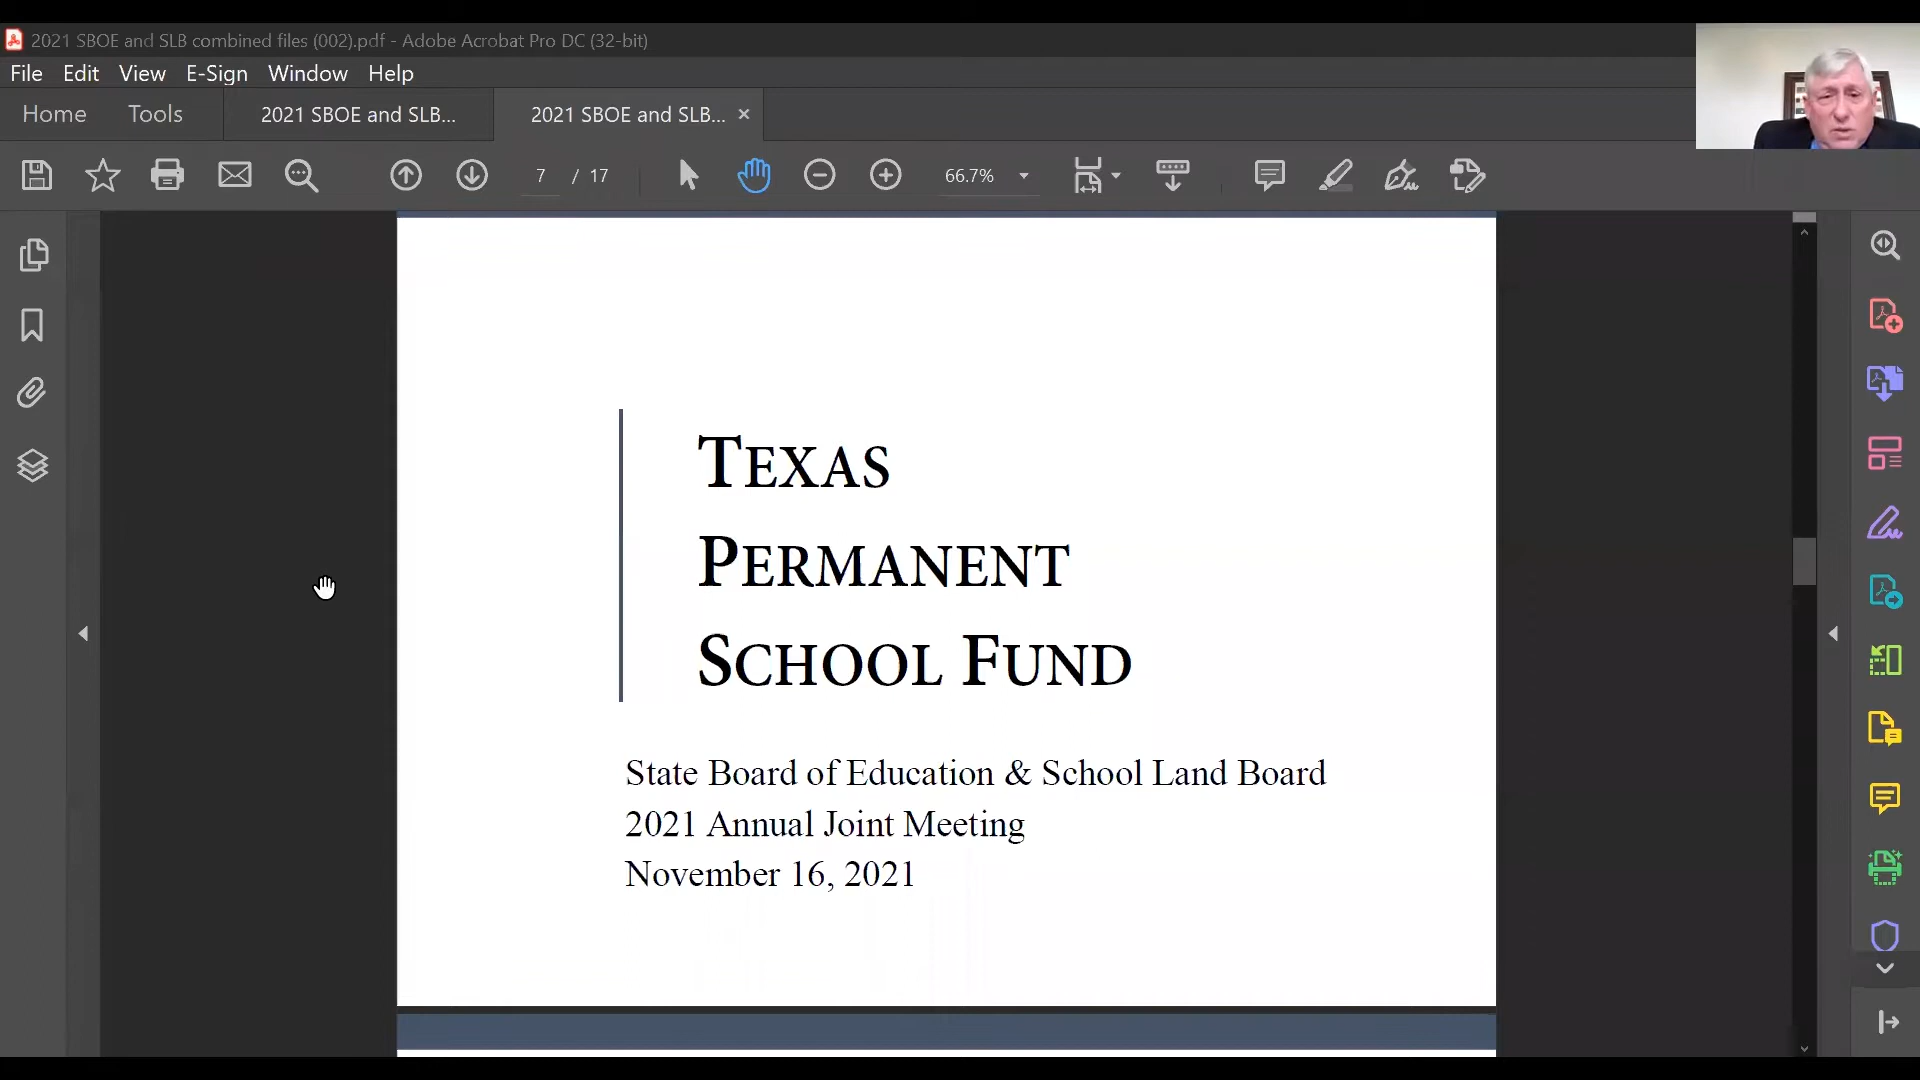 2021 SBOE and SLB combined files (002).pdf - Adobe Acrobat Pro DC (32-bit)
File Edit View E-Sign Window Help
Home Tools 2021 SBOE and SLB... 2021 SBOE and SLB... ×
7 / 17 66.7%
TEXAS
PERMANENT
SCHOOL FUND
State Board of Education & School Land Board
2021 Annual Joint Meeting
November 16, 2021